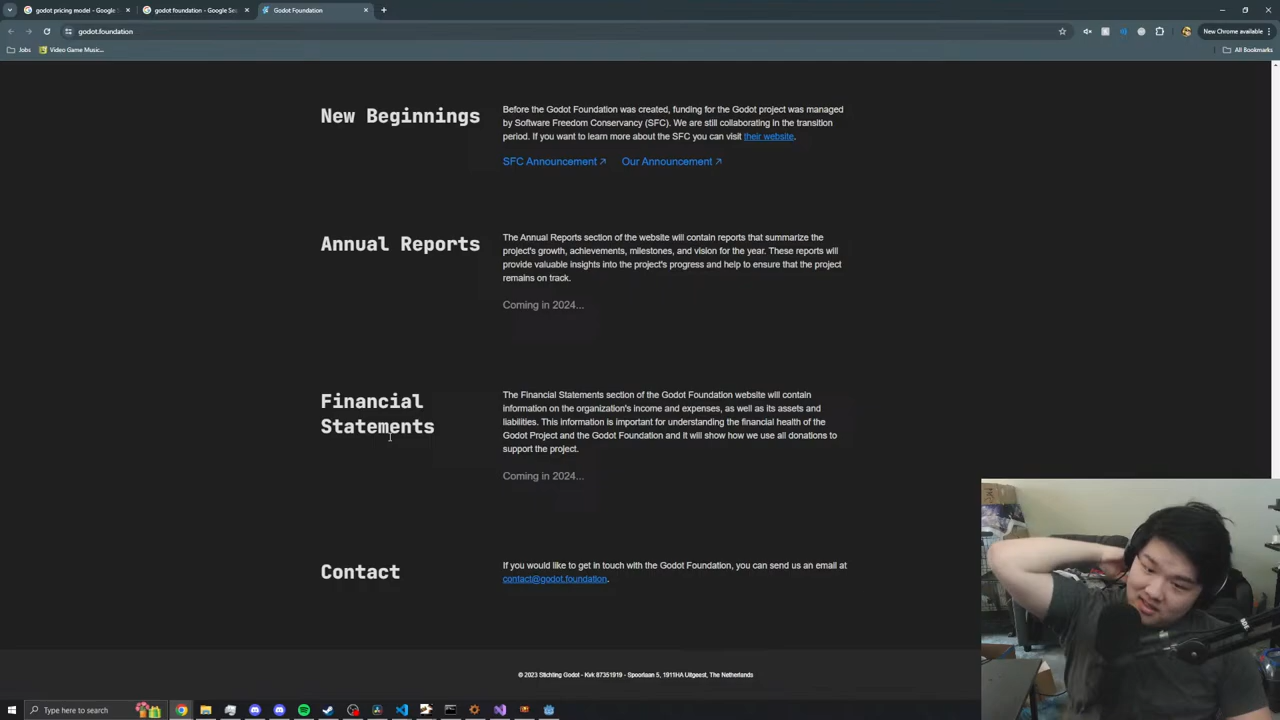 godot pricing model - Google S
godot foundation - Google Sec
Godot Foundation
godot.foundation
New Chrome available
Jobs
Video Game Music...
All Bookmarks
New Beginnings
Before the Godot Foundation was created, funding for the Godot project was managed
by Software Freedom Conservancy (SFC). We are still collaborating in the transition
period. If you want to learn more about the SFC you can visit their website.
SFC Announcement ↗ Our Announcement ↗
Annual Reports
The Annual Reports section of the website will contain reports that summarize the
project's growth, achievements, milestones, and vision for the year. These reports will
provide valuable insights into the project's progress and help to ensure that the project
remains on track.
Coming in 2024...
Financial
Statements
The Financial Statements section of the Godot Foundation website will contain
information on the organization's income and expenses, as well as its assets and
liabilities. This information is important for understanding the financial health of the
Godot Project and the Godot Foundation and it will show how we use all donations to
support the project.
Coming in 2024...
Contact
If you would like to get in touch with the Godot Foundation, you can send us an email at
contact@godot.foundation.
© 2023 Stichting Godot - Kvk 87351919 - Spoorlaan 5, 1911HA Uitgeest, The Netherlands
Type here to search